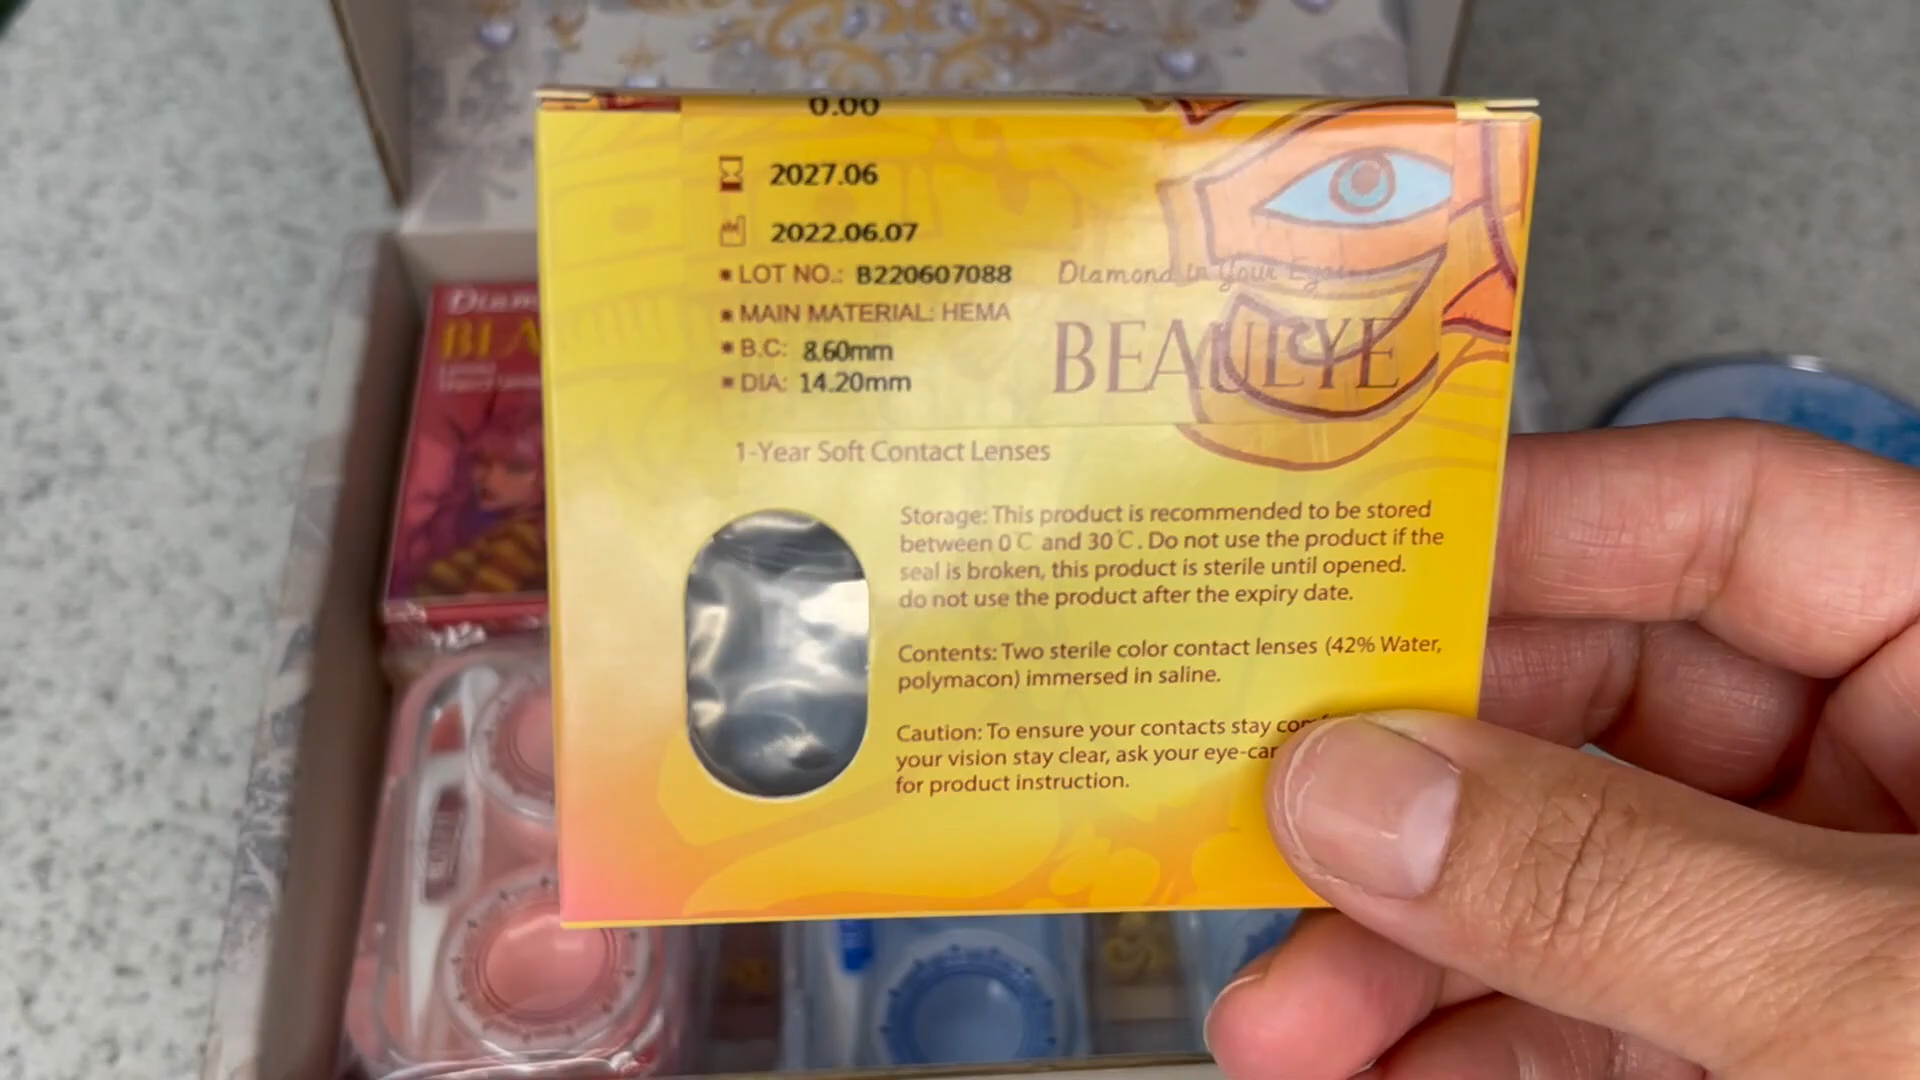 0.00
2027.06
2022.06.07
▪ LOT NO.: B220607088
Diamond in Your Eyes
▪ MAIN MATERIAL: HEMA
BEAUEYE
▪ B.C: 8.60mm
▪ DIA: 14.20mm
1-Year Soft Contact Lenses
Storage: This product is recommended to be stored
between 0℃ and 30℃. Do not use the product if the
seal is broken, this product is sterile until opened.
do not use the product after the expiry date.
Contents: Two sterile color contact lenses (42% Water,
polymacon) immersed in saline.
Caution: To ensure your contacts stay
your vision stay clear, ask your
for product instruction.